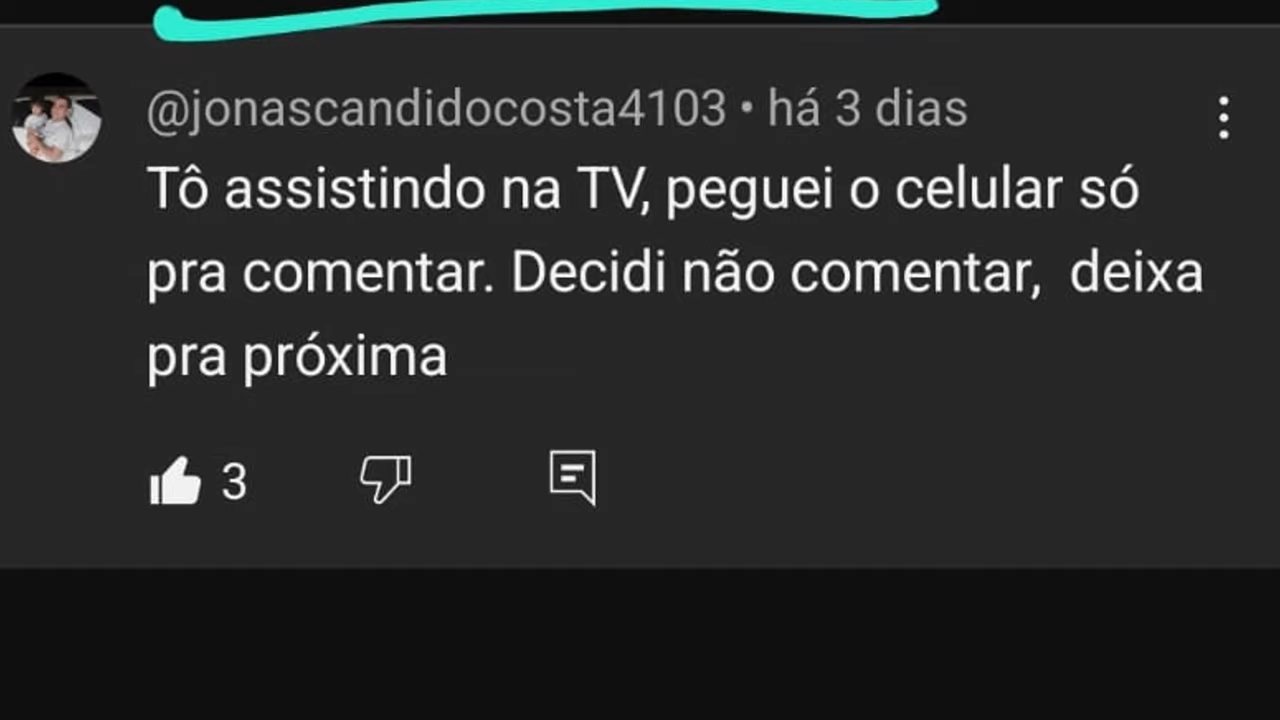 @jonascandidocosta4103 • há 3 dias
Tô assistindo na TV, peguei o celular só
pra comentar. Decidi não comentar, deixa
pra próxima
3